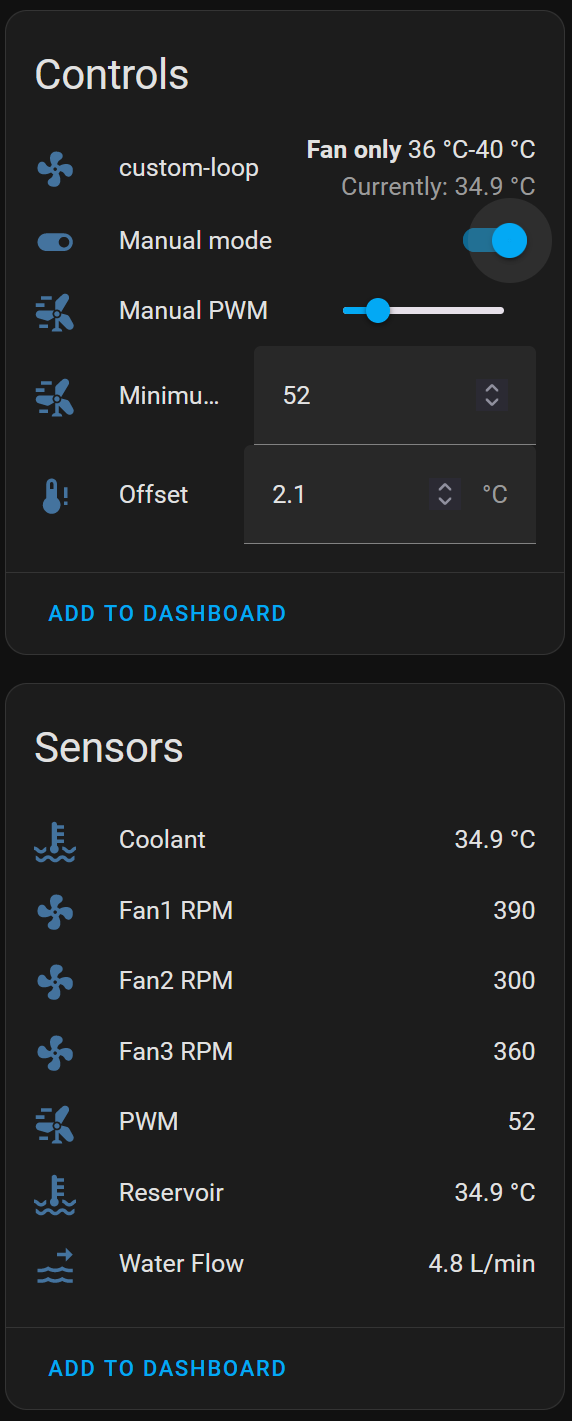 Controls
custom-loop
Fan only 36 °C-40 °C
Currently: 34.9 °C
Manual mode
Manual PWM
Minimu... 52
Offset 2.1 °C
ADD TO DASHBOARD
Sensors
Coolant 34.9 °C
Fan1 RPM 390
Fan2 RPM 300
Fan3 RPM 360
PWM 52
Reservoir 34.9 °C
Water Flow 4.8 L/min
ADD TO DASHBOARD